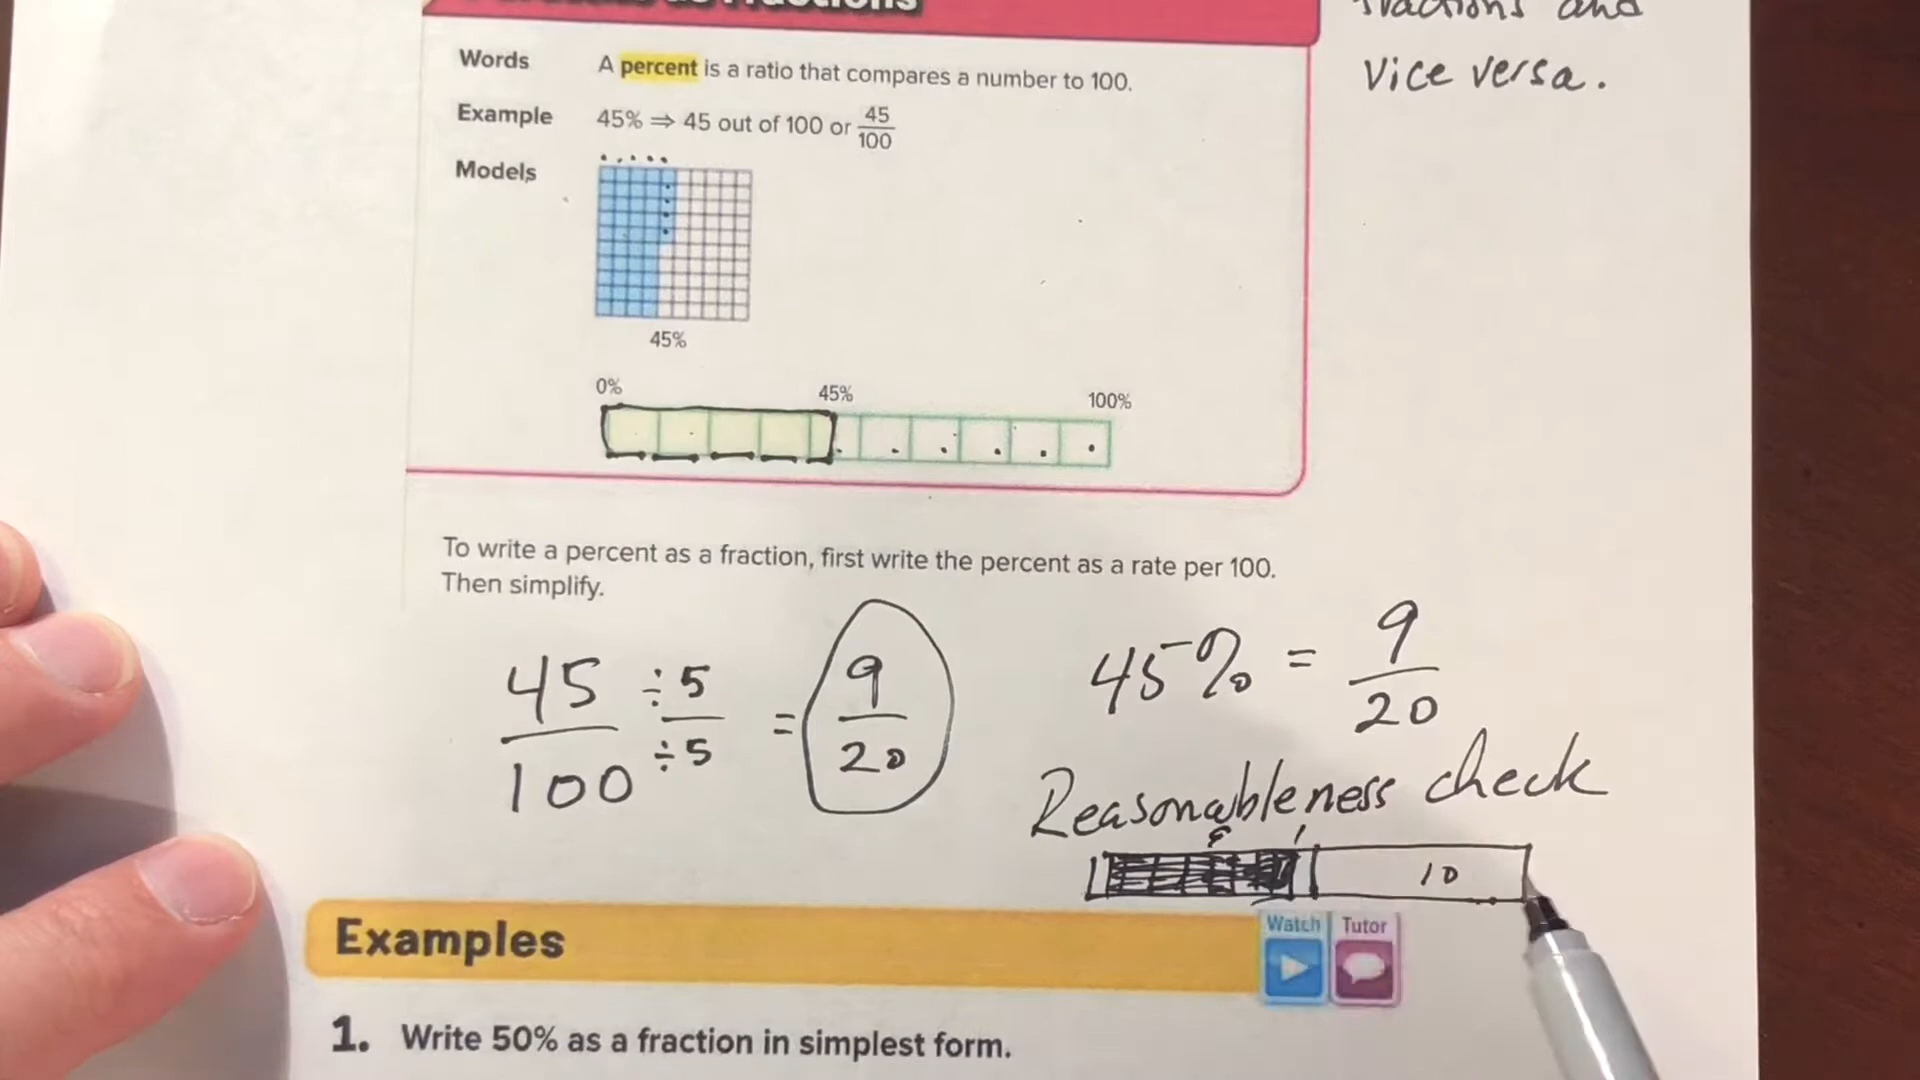 Fractions
fractions and
vice versa.
Words A percent is a ratio that compares a number to 100.
Example 45% ⇒ 45 out of 100 or 45/100
Models
45%
0% 45% 100%
To write a percent as a fraction, first write the percent as a rate per 100.
Then simplify.
45/100 ÷5/÷5 = 9/20
45% = 9/20
Reasonableness check
10
Examples
Watch Tutor
1. Write 50% as a fraction in simplest form.